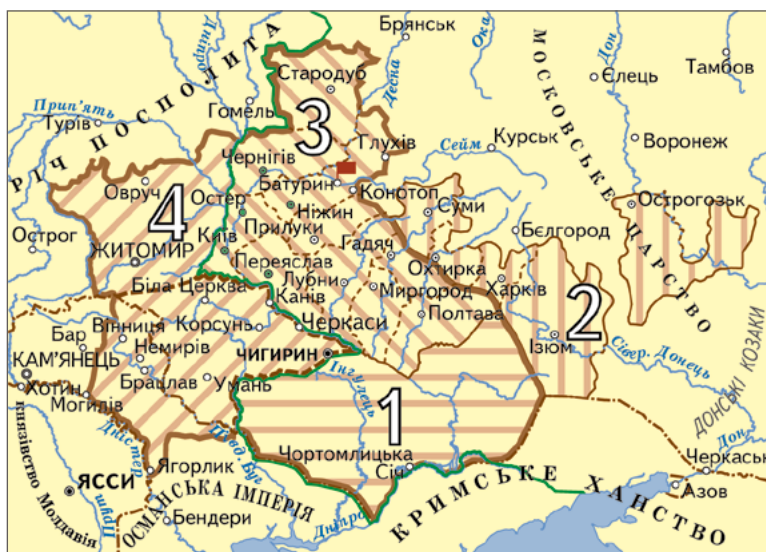 Брянськ
Ока
Дон
Тамбов
Дніпро
Десна
РІЧ ПОСПОЛИТА
Стародуб
МОСКОВСЬКЕ ЦАРСТВО
Єлець
Прип'ять
Турів
Гомель
3
Глухів
Сейм
Курськ
Воронеж
Чернігів
Овруч
Остер
Батурин
Конотоп
Острогозьк
Суми
4
Ніжин
Бєлгород
Острог
ЖИТОМИР
Київ
Прилуки
Гадяч
Переяслав
Охтирка
Лубни
Харків
Біла Церква
Миргород
2
Канів
Полтава
Вінниця
Корсунь
Черкаси
Ізюм
Бар
Немирів
Сівер. Донець
КАМ'ЯНЕЦЬ
ЧИГИРИН
ДОНСЬКІ КОЗАКИ
Брацлав
Умань
Інгулець
Хотин
Могилів
1
князівство Молдавія
Дністер
Півд. Буг
Чортомлицька
Січ
Дон
Черкаськ
Ягорлик
ЯССИ
Азов
ОСМАНСЬКА ІМПЕРІЯ
КРИМСЬКЕ ХАНСТВО
Прут
Бендери
Дніпро